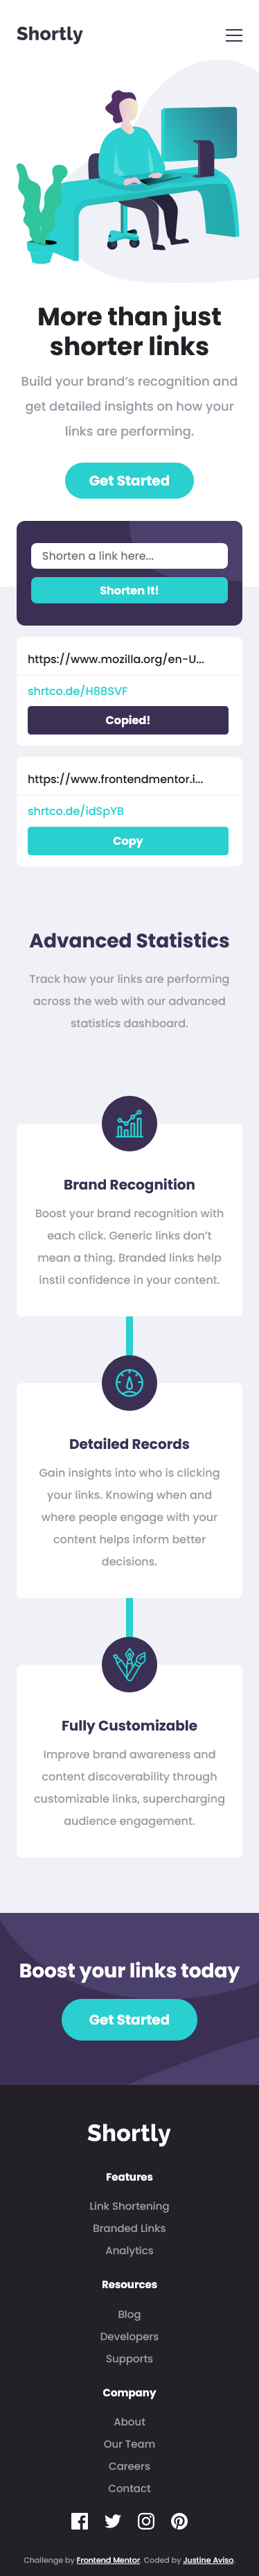 Shortly
More than just
shorter links
Build your brand’s recognition and
get detailed insights on how your
links are performing.
Get Started
Shorten a link here...
Shorten It!
https://www.mozilla.org/en-U...
shrtco.de/H88SVF
Copied!
https://www.frontendmentor.i...
shrtco.de/idSpYB
Copy
Advanced Statistics
Track how your links are performing
across the web with our advanced
statistics dashboard.
Brand Recognition
Boost your brand recognition with
each click. Generic links don’t
mean a thing. Branded links help
instil confidence in your content.
Detailed Records
Gain insights into who is clicking
your links. Knowing when and
where people engage with your
content helps inform better
decisions.
Fully Customizable
Improve brand awareness and
content discoverability through
customizable links, supercharging
audience engagement.
Boost your links today
Get Started
Shortly
Features
Link Shortening
Branded Links
Analytics
Resources
Blog
Developers
Supports
Company
About
Our Team
Careers
Contact
Challenge by Frontend Mentor. Coded by Justine Aviso.